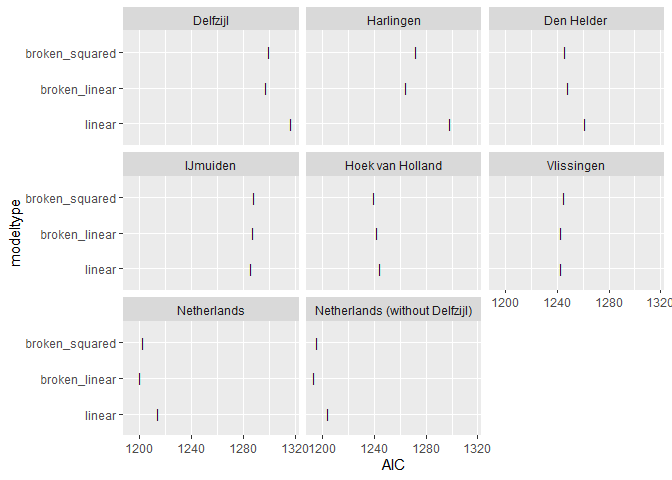 Delfzijl Harlingen Den Helder
broken_squared
broken_linear
linear
IJmuiden Hoek van Holland Vlissingen
broken_squared
broken_linear
linear
1200 1240 1280 1320
Netherlands Netherlands (without Delfzijl)
broken_squared
broken_linear
linear
1200 1240 1280 1320 1200 1240 1280 1320
AIC
modeltype